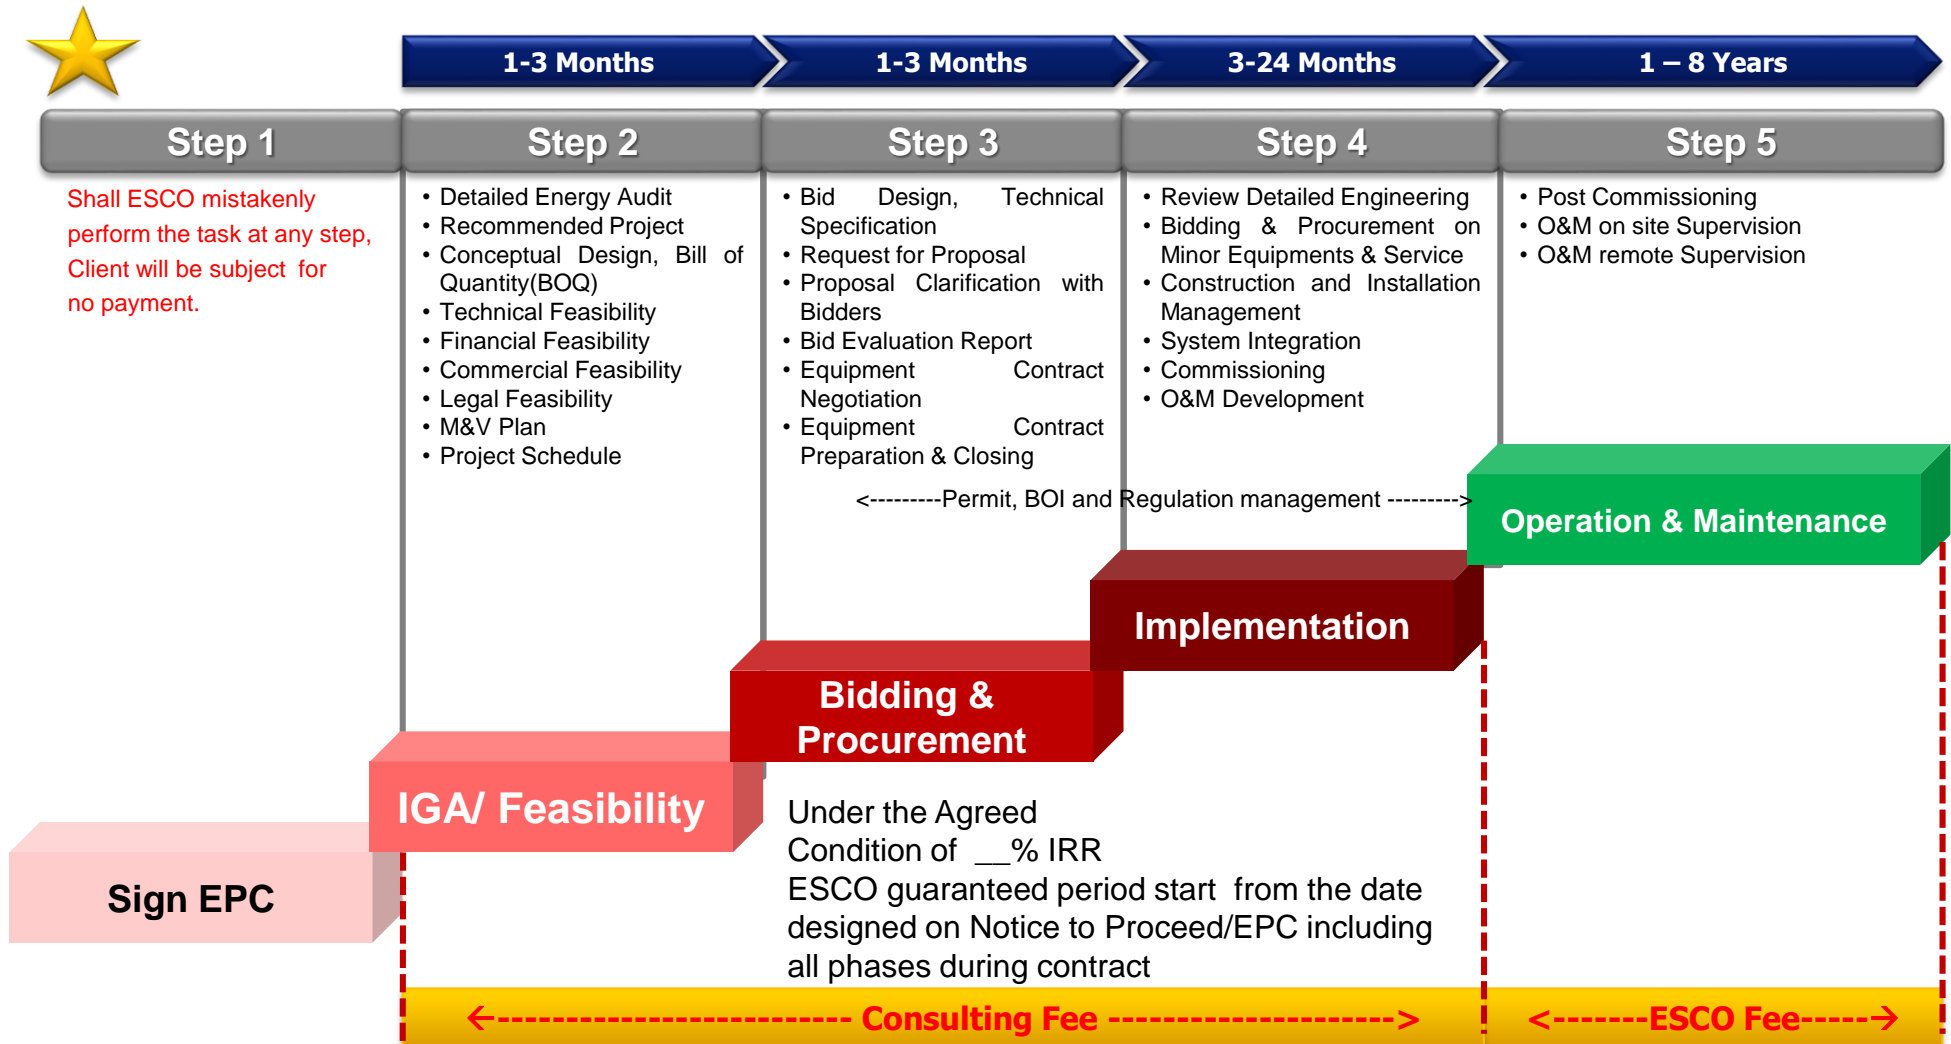 1-3 Months
1-3 Months
3-24 Months
1 – 8 Years
Step 1
Step 2
Step 3
Step 4
Step 5
Shall ESCO mistakenly
perform the task at any step,
Client will be subject for
no payment.
• Detailed Energy Audit
• Recommended Project
• Conceptual Design, Bill of
Quantity(BOQ)
• Technical Feasibility
• Financial Feasibility
• Commercial Feasibility
• Legal Feasibility
• M&V Plan
• Project Schedule
• Bid Design, Technical
Specification
• Request for Proposal
• Proposal Clarification with
Bidders
• Bid Evaluation Report
• Equipment Contract
Negotiation
• Equipment Contract
Preparation & Closing
• Review Detailed Engineering
• Bidding & Procurement on
Minor Equipments & Service
• Construction and Installation
Management
• System Integration
• Commissioning
• O&M Development
• Post Commissioning
• O&M on site Supervision
• O&M remote Supervision
<---------Permit, BOI and Regulation management --------->
Operation & Maintenance
Implementation
Bidding &
Procurement
IGA/ Feasibility
Sign EPC
Under the Agreed
Condition of __% IRR
ESCO guaranteed period start from the date
designed on Notice to Proceed/EPC including
all phases during contract
←-------------------------- Consulting Fee --------------------->
<-------ESCO Fee-----→